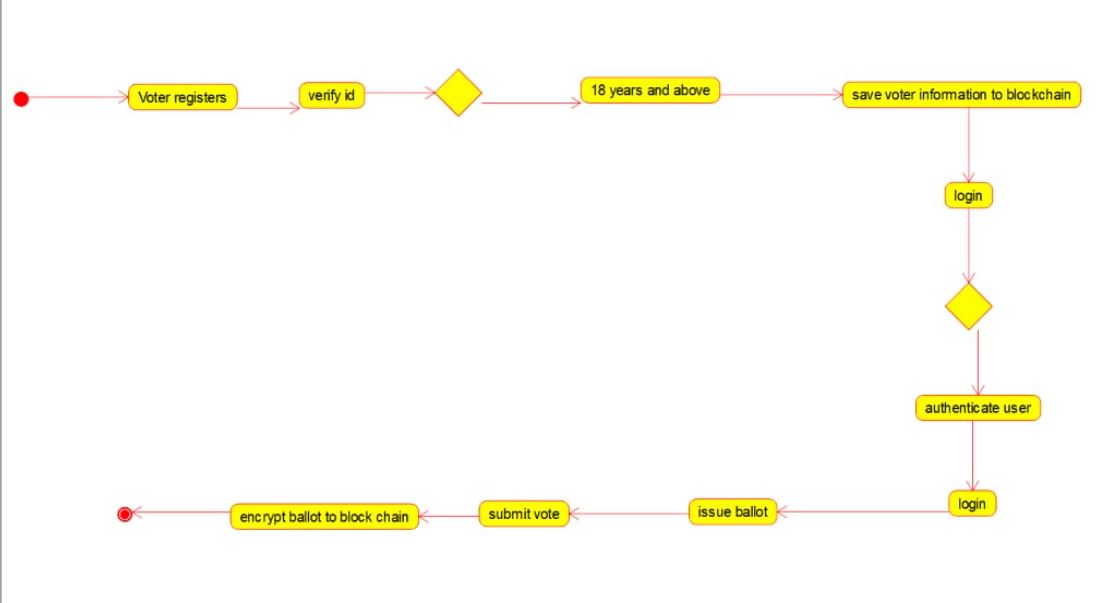 Voter registers
verify id
18 years and above
save voter information to blockchain
login
authenticate user
login
issue ballot
submit vote
encrypt ballot to block chain